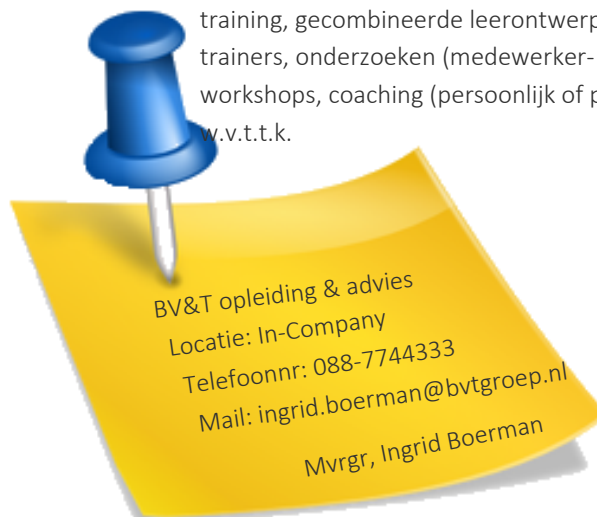 training, gecombineerde leerontwerp
trainers, onderzoeken (medewerker-
workshops, coaching (persoonlijk of p
w.v.t.t.k.
BV&T opleiding & advies
Locatie: In-Company
Telefoonnr: 088-7744333
Mail: ingrid.boerman@bvtgroep.nl
Mvrgr, Ingrid Boerman